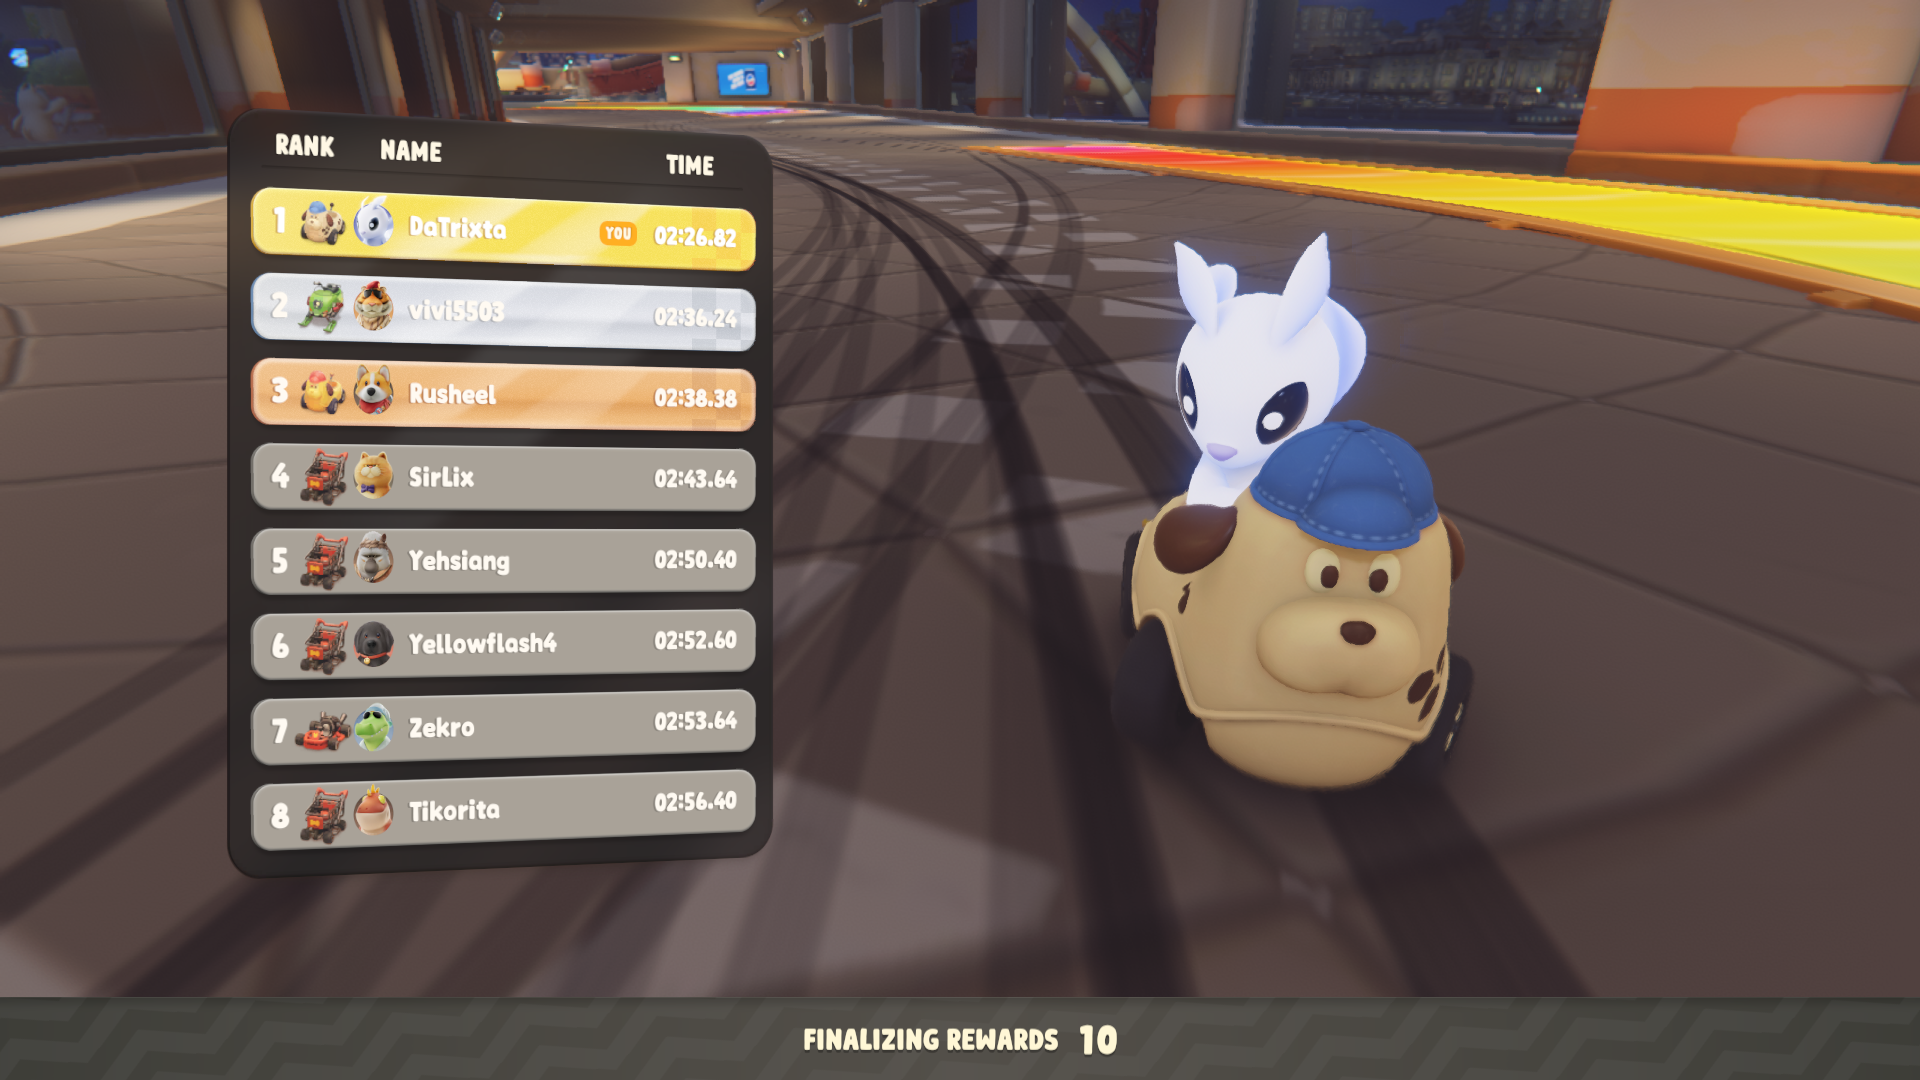 RANK NAME TIME
1 DaTrixta YOU 02:26.82
2 vivi5503 02:36.24
3 Rusheel 02:38.38
4 SirLix 02:43.64
5 Yehsiang 02:50.40
6 Yellowflash4 02:52.60
7 Zekro 02:53.64
8 Tikorita 02:56.40
FINALIZING REWARDS 10